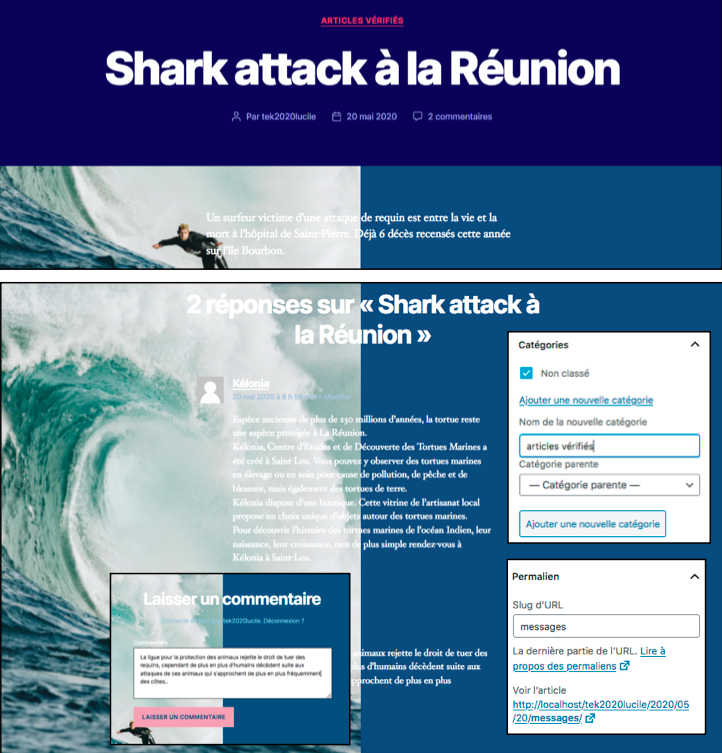 ARTICLES VÉRIFIÉS
Shark attack à la Réunion
Par tek2020lucile 20 mai 2020 2 commentaires
Un surfeur victime d'une attaque de requin est entre la vie et la
mort à l'hôpital de Saint-Pierre. Déjà 6 décès recensés cette année
sur l'île Bourbon.
2 réponses sur « Shark attack à
la Réunion »
Kélonia
20 mai 2020 à 8 h 56 Modifier
Espèce ancienne de plus de 230 millions d'années, la tortue reste
une espèce protégée à La Réunion.
Kélonia, Centre d'Etudes et de Découverte des Tortues Marines a
été créé à Saint-Leu. Vous pouvez y observer des tortues marines
en élevage ou en soin pour cause de pollution, de pêche et de
blessure, mais également des tortues de terre.
Kélonia dispose d'une boutique. Cette vitrine de l'artisanat local
propose un choix unique d'objets autour des tortues marines.
Pour découvrir l'histoire des tortues marines de l'océan Indien, leur
naissance, leur croissance, rien de plus simple rendez-vous à
Kélonia à Saint-Leu.
animaux rejette le droit de tuer des
plus d'humains décèdent suite aux
approchent de plus en plus
Laisser un commentaire
tek2020lucile. Déconnexion ?
Commentaire
La ligue pour la protection des animaux rejette le droit de tuer des
requins, cependant de plus en plus d'humains décèdent suite aux
attaques de ces animaux qui s'approchent de plus en plus fréquemment
des côtes..
LAISSER UN COMMENTAIRE
Catégories
Non classé
Ajouter une nouvelle catégorie
Nom de la nouvelle catégorie
articles vérifiés
Catégorie parente
— Catégorie parente —
Ajouter une nouvelle catégorie
Permalien
Slug d'URL
messages
La dernière partie de l'URL. Lire à
propos des permaliens
Voir l'article
http://localhost/tek2020lucile/2020/05
/20/messages/